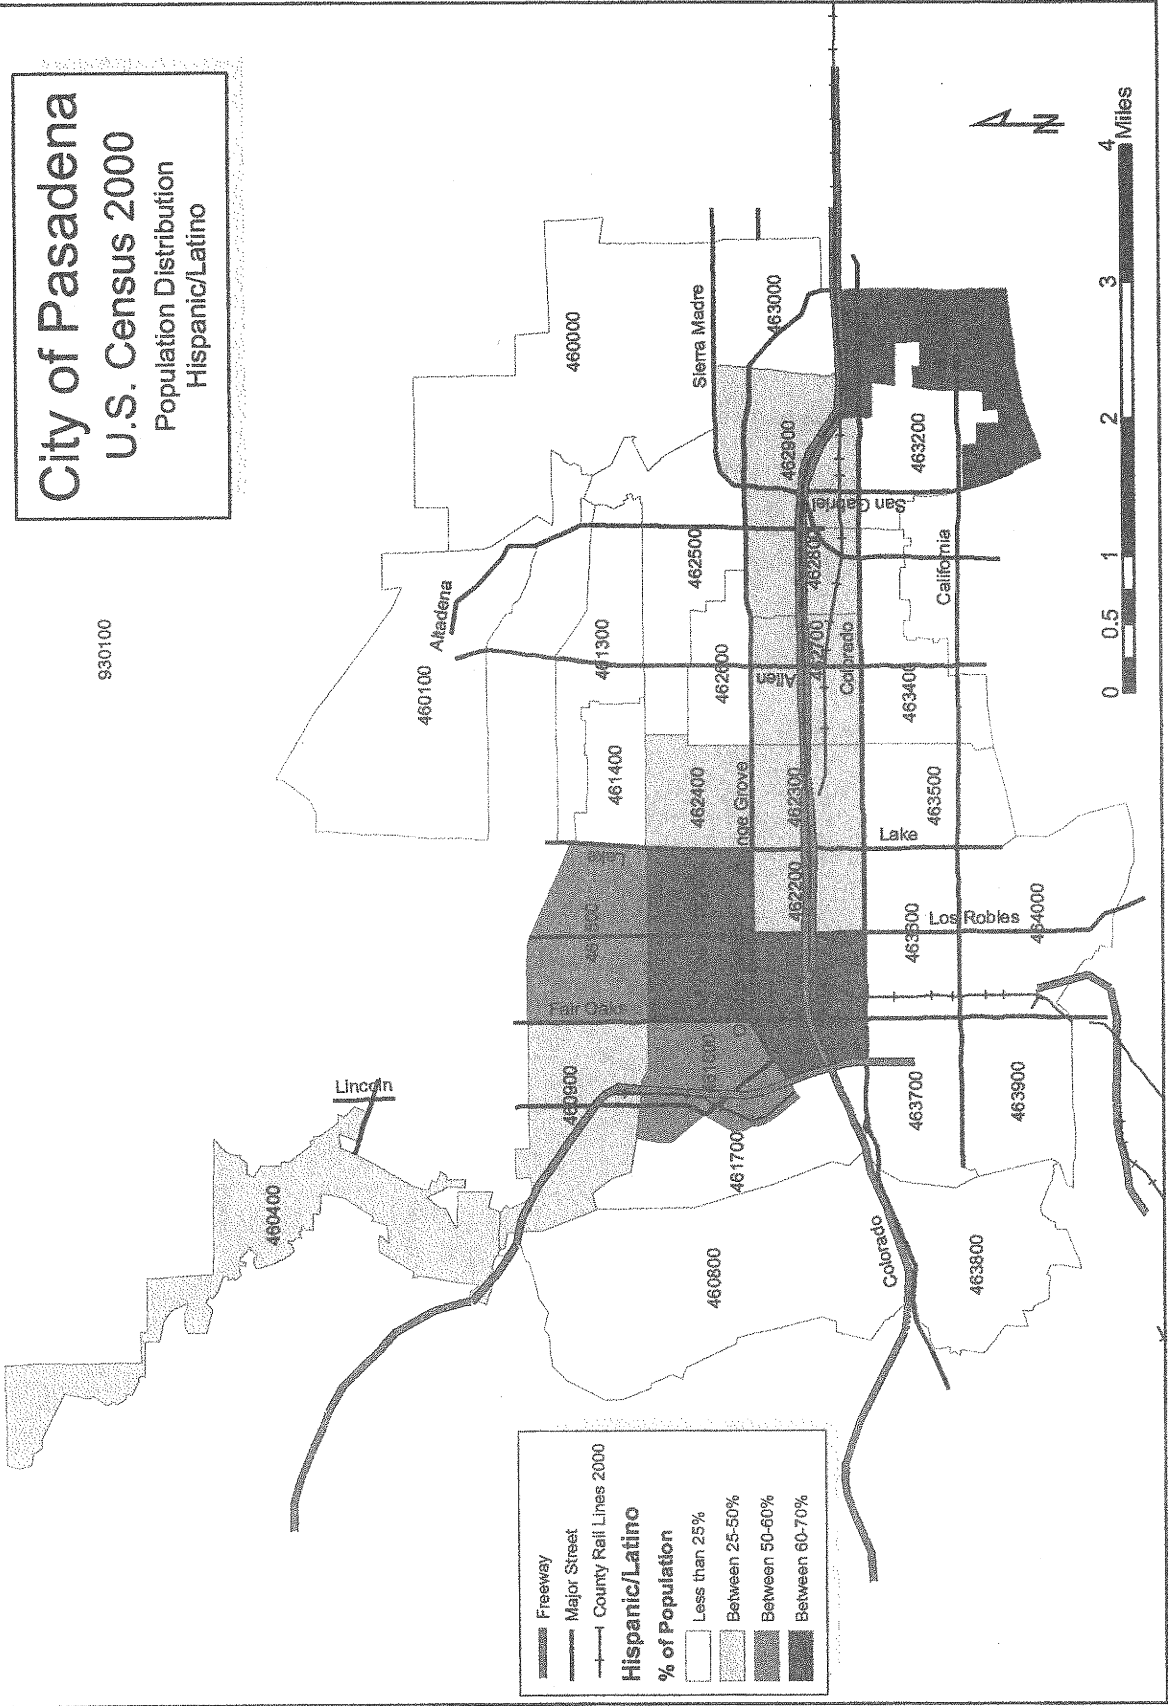 City of Pasadena
U.S. Census 2000
Population Distribution
Hispanic/Latino
930100
460400
Lincoln
460100
Altadena
460000
460900
Fair Oaks
Lake
461400
461300
462500
Sierra Madre
463000
460800
461700
462400
462600
nge Grove
462200
462300
Allen
462700
462800
462900
Colorado
San Gabriel
Colorado
463700
463600
Lake
463500
463400
California
463200
463800
463900
Los Robles
464000
Freeway
Major Street
County Rail Lines 2000
Hispanic/Latino
% of Population
Less than 25%
Between 25-50%
Between 50-60%
Between 60-70%
N
0 0.5 1 2 3 4
Miles